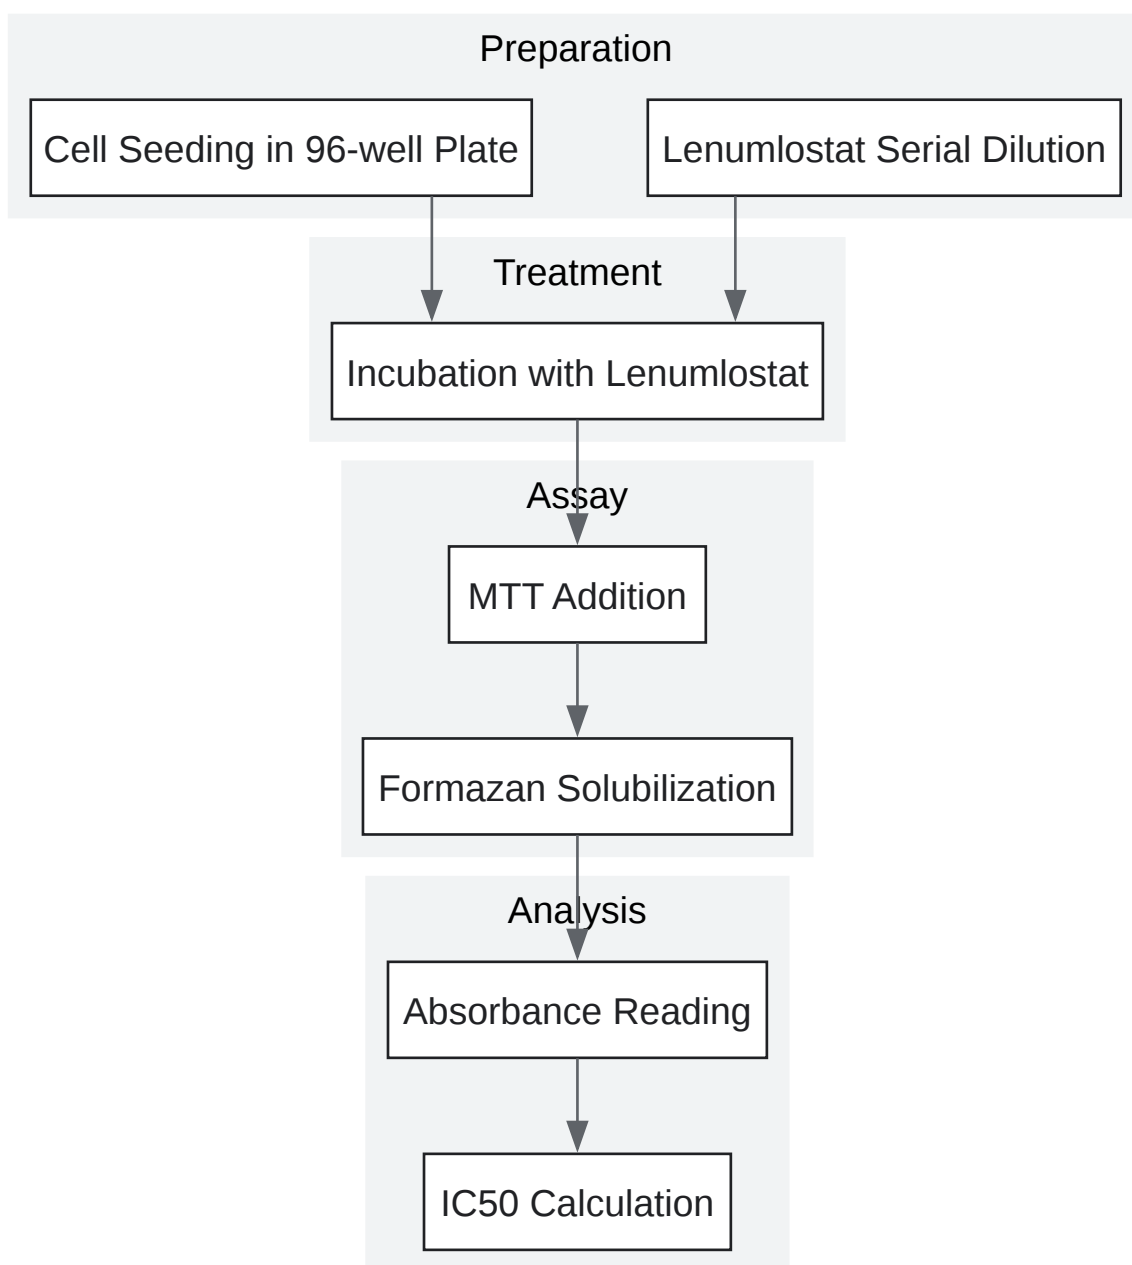 Preparation
Cell Seeding in 96-well Plate
Lenumlostat Serial Dilution
Treatment
Incubation with Lenumlostat
Assay
MTT Addition
Formazan Solubilization
Analysis
Absorbance Reading
IC50 Calculation